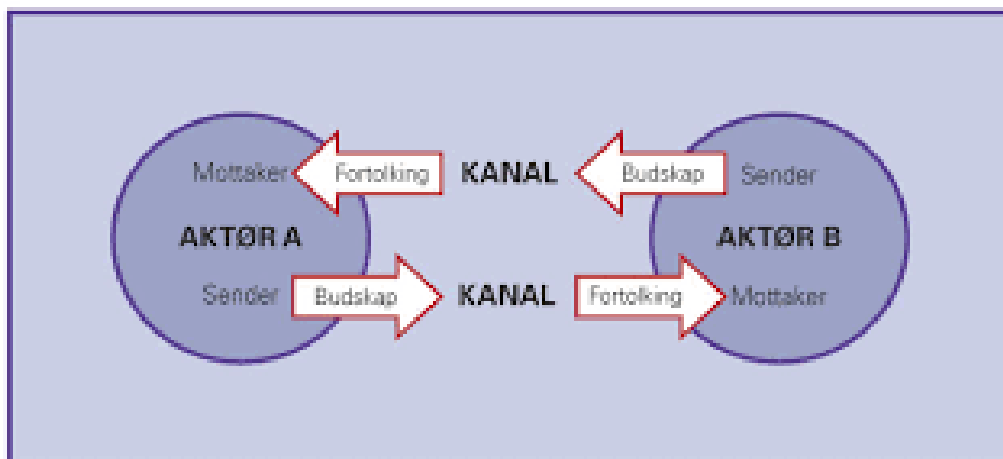 Mottaker Fortolking KANAL Budskap Sender
AKTØR A AKTØR B
Sender Budskap KANAL Fortolking Mottaker